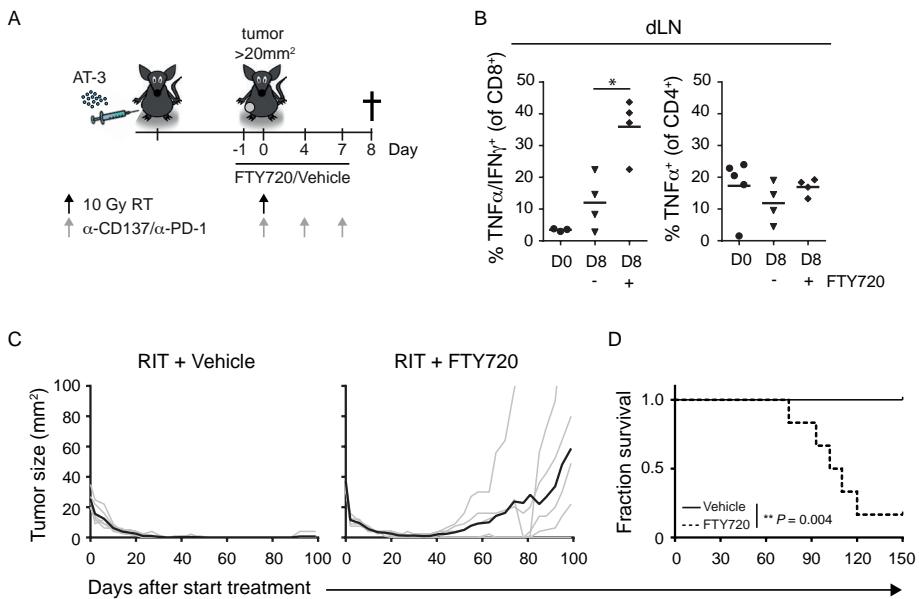 A
AT-3
tumor
>20mm²
-1 0 4 7 8 Day
FTY720/Vehicle
10 Gy RT
α-CD137/α-PD-1
B
dLN
% TNFα/IFNγ⁺ (of CD8⁺)
50
40
30
20
10
0
*
D0 D8 D8
- +
% TNFα⁺ (of CD4⁺)
50
40
30
20
10
0
D0 D8 D8
- + FTY720
C
RIT + Vehicle
RIT + FTY720
Tumor size (mm²)
100
80
60
40
20
0
0 20 40 60 80 100
0 20 40 60 80 100
Days after start treatment
D
Fraction survival
1.0
0.5
0
Vehicle
FTY720
** P = 0.004
0 30 60 90 120 150